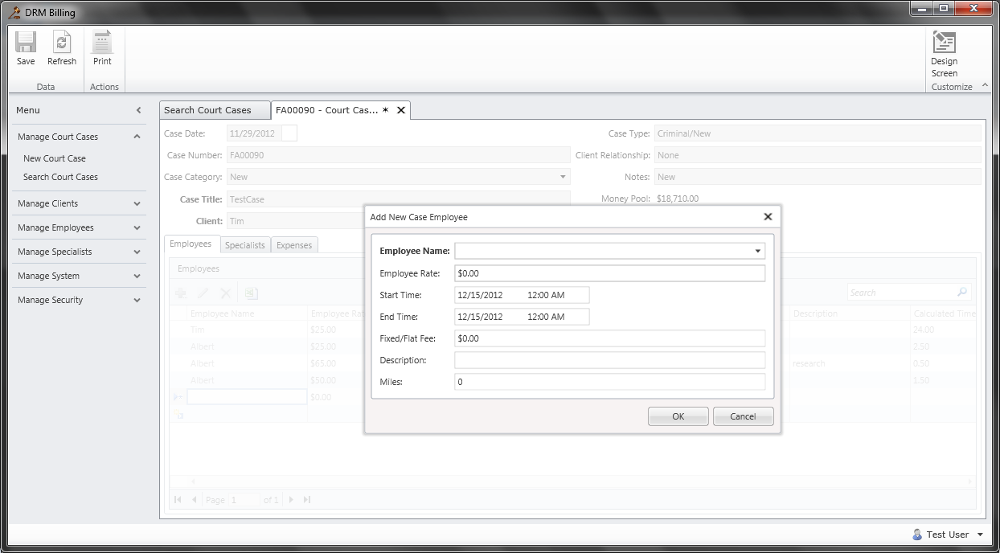 DRM Billing
Save Refresh Print Design Screen
Data Actions Customize
Menu
Manage Court Cases
New Court Case
Search Court Cases
Manage Clients
Manage Employees
Manage Specialists
Manage System
Manage Security
Search Court Cases FA00090 - Court Cas... *
Case Date: 11/29/2012 Case Type: Criminal/New
Case Number: FA00090 Client Relationship: None
Case Category: New Notes: New
Case Title: TestCase Money Pool: $18,710.00
Client: Tim
Employees Specialists Expenses
Employees
Search
Employee Name Employee Rat Description Calculated Time
Tim $25.00 24.00
Albert $25.00 2.50
Albert $65.00 research 0.50
Albert $50.00 1.50
$0.00
Page 1 of 1
Add New Case Employee
Employee Name:
Employee Rate: $0.00
Start Time: 12/15/2012 12:00 AM
End Time: 12/15/2012 12:00 AM
Fixed/Flat Fee: $0.00
Description:
Miles: 0
OK Cancel
Test User